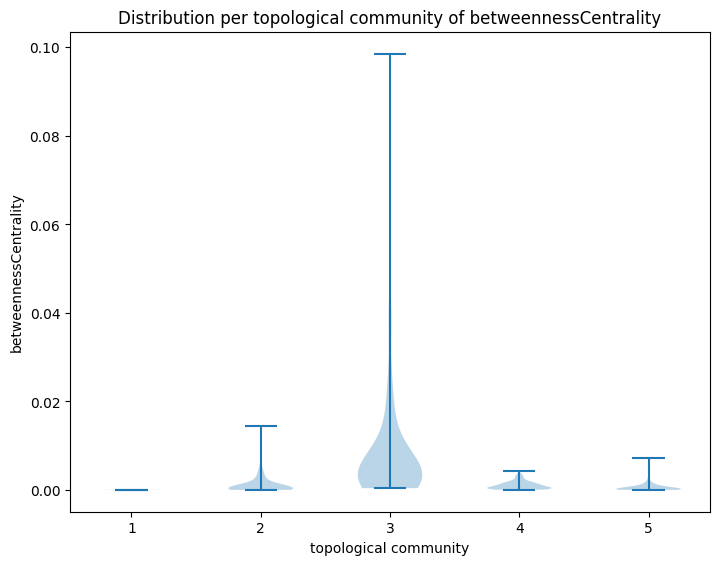 Distribution per topological community of betweennessCentrality
betweennessCentrality
0.10
0.08
0.06
0.04
0.02
0.00
1 2 3 4 5
topological community